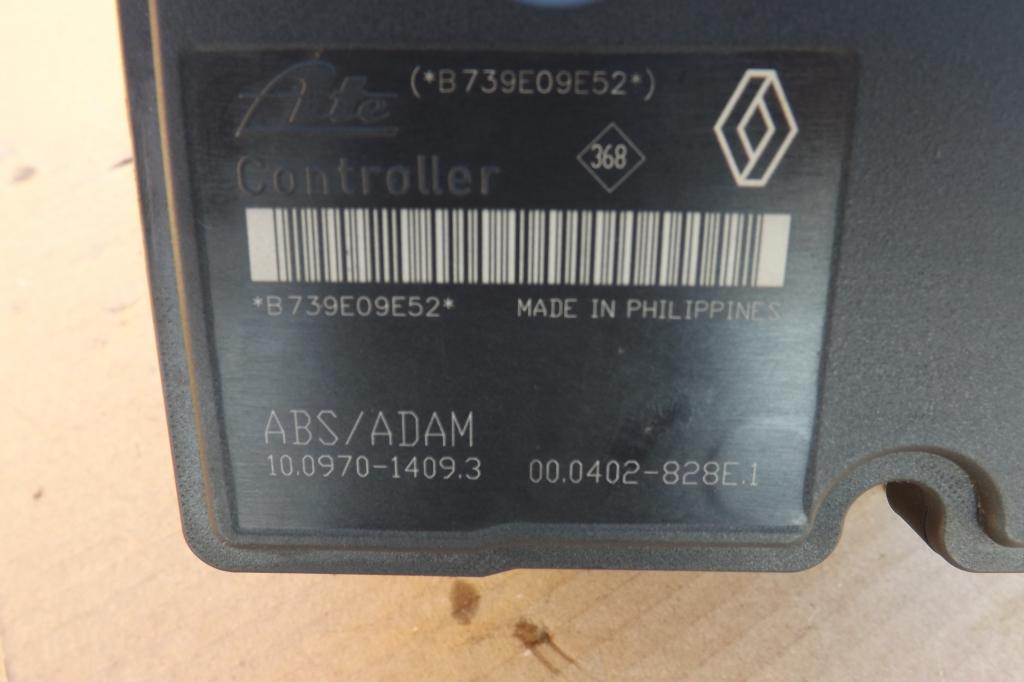 Ate (*B739E09E52*)
368
Controller
*B739E09E52* MADE IN PHILIPPINES
ABS/ADAM
10.0970-1409.3 00.0402-828E.1